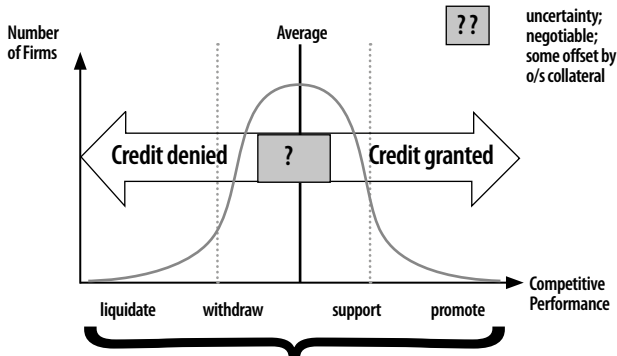 Number
of Firms
Average
? ?
uncertainty;
negotiable;
some offset by
o/s collateral
Credit denied
?
Credit granted
Competitive
Performance
liquidate
withdraw
support
promote